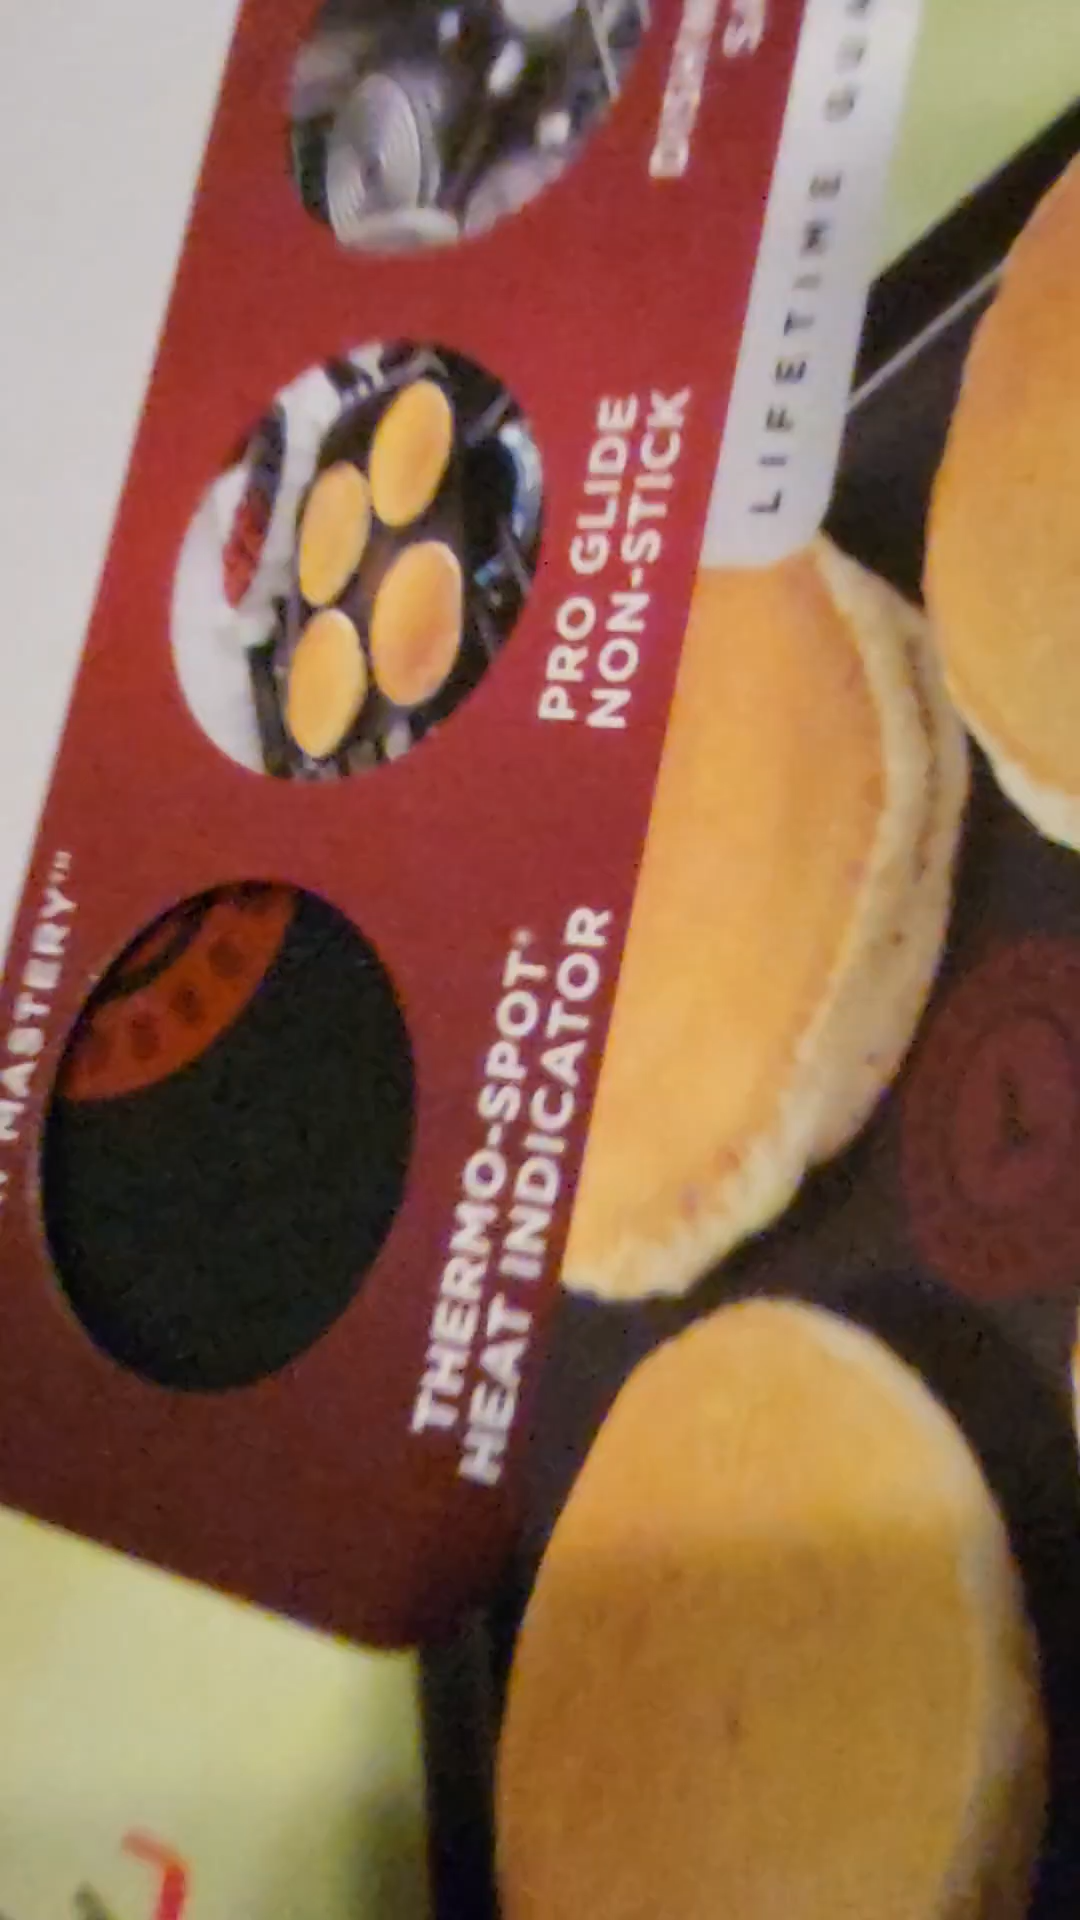 MASTERY™
THERMO-SPOT®
HEAT INDICATOR
PRO GLIDE
NON-STICK
LIFETIME